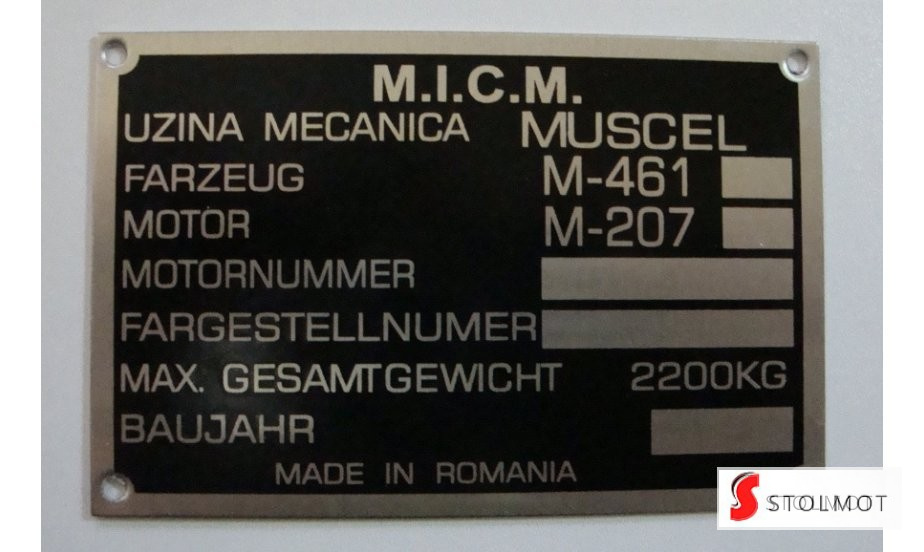 M.I.C.M.
UZINA MECANICA MUSCEL
FARZEUG M-461
MOTOR M-207
MOTORNUMMER
FARGESTELLNUMER
MAX. GESAMTGEWICHT 2200KG
BAUJAHR
MADE IN ROMANIA
STOLMOT